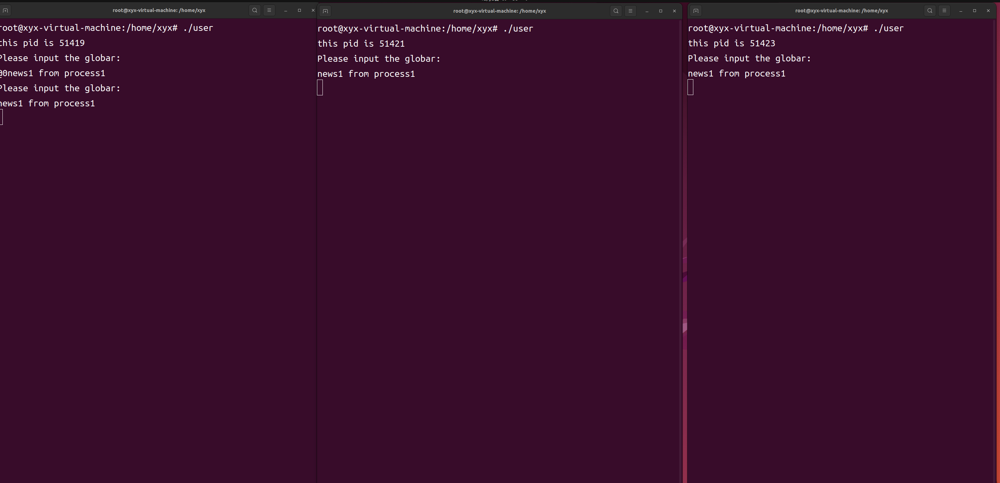 root@xyx-virtual-machine: /home/xyx
root@xyx-virtual-machine:/home/xyx# ./user
this pid is 51419
Please input the globar:
@0news1 from process1
Please input the globar:
news1 from process1
root@xyx-virtual-machine: /home/xyx
root@xyx-virtual-machine:/home/xyx# ./user
this pid is 51421
Please input the globar:
news1 from process1
root@xyx-virtual-machine: /home/xyx
root@xyx-virtual-machine:/home/xyx# ./user
this pid is 51423
Please input the globar:
news1 from process1